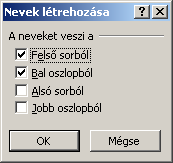 Nevek létrehozása
A neveket veszi a
Felső sorból
Bal oszlopból
Alsó sorból
Jobb oszlopból
OK
Mégse